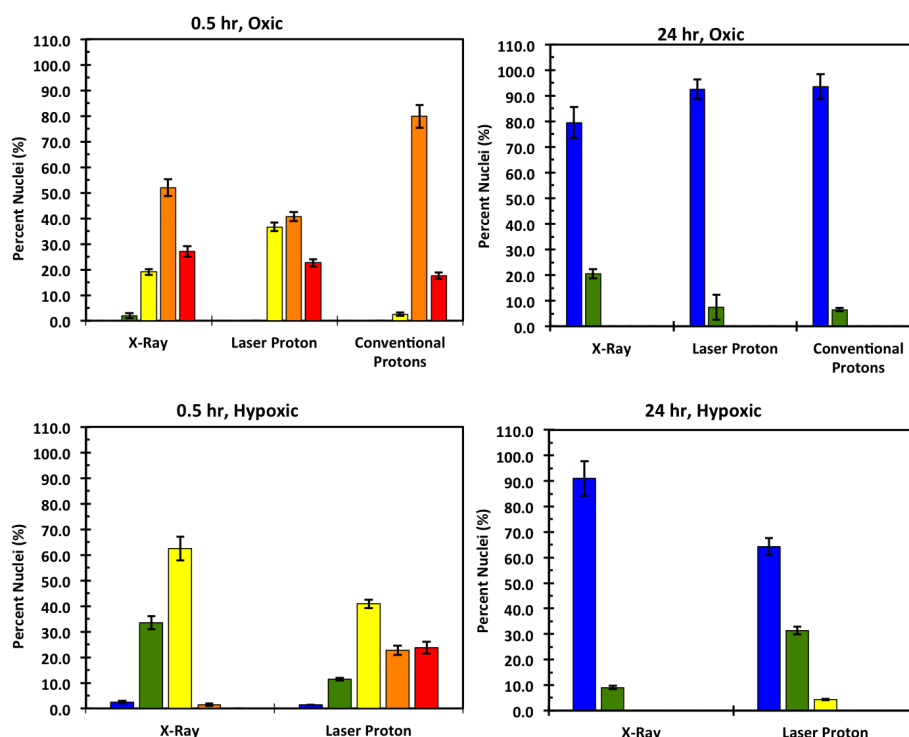 0.5 hr, Oxic
Percent Nuclei (%)
110.0
100.0
90.0
80.0
70.0
60.0
50.0
40.0
30.0
20.0
10.0
0.0
X-Ray
Laser Proton
Conventional
Protons
24 hr, Oxic
Percent Nuclei (%)
110.0
100.0
90.0
80.0
70.0
60.0
50.0
40.0
30.0
20.0
10.0
0.0
X-Ray
Laser Proton
Conventional
Protons
0.5 hr, Hypoxic
Percent Nuclei (%)
110.0
100.0
90.0
80.0
70.0
60.0
50.0
40.0
30.0
20.0
10.0
0.0
X-Ray
Laser Proton
24 hr, Hypoxic
Percent Nuclei (%)
110.0
100.0
90.0
80.0
70.0
60.0
50.0
40.0
30.0
20.0
10.0
0.0
X-Ray
Laser Proton